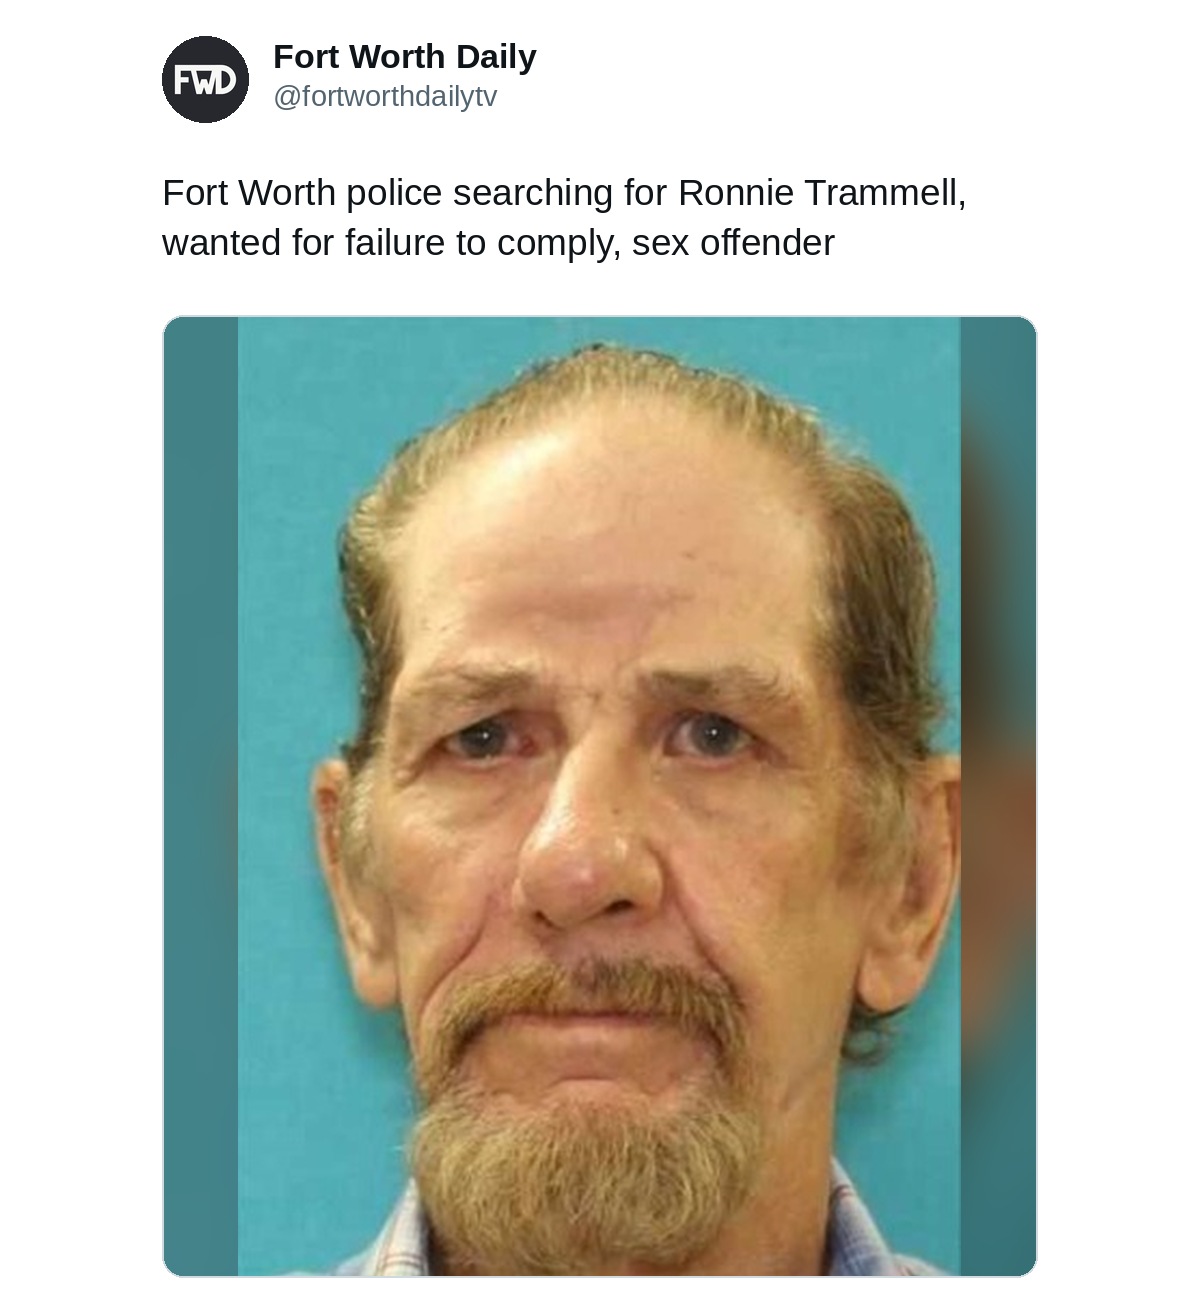 FWD
Fort Worth Daily
@fortworthdailytv
Fort Worth police searching for Ronnie Trammell,
wanted for failure to comply, sex offender